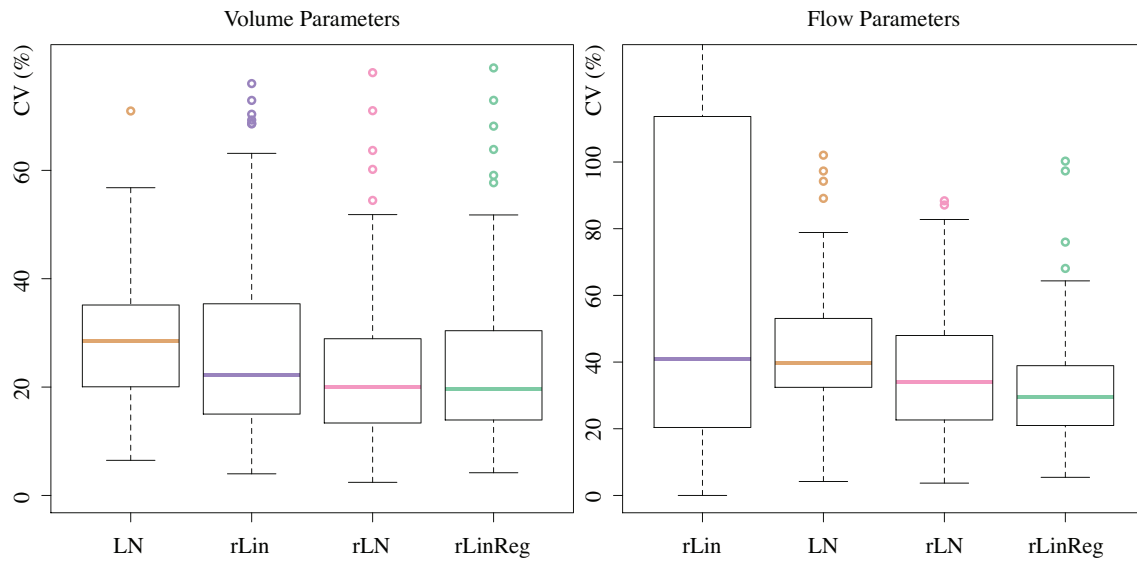 Volume Parameters
CV (%)
60
40
20
0
LN rLin rLN rLinReg
Flow Parameters
CV (%)
100
80
60
40
20
0
rLin LN rLN rLinReg